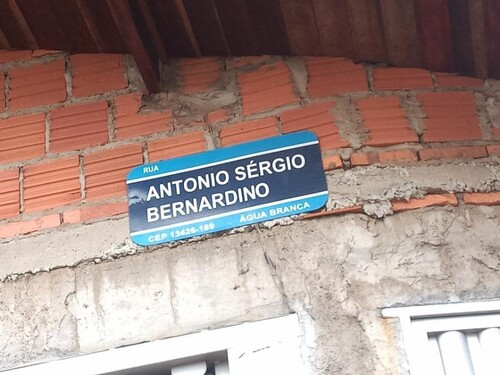 RUA
ANTONIO SÉRGIO
BERNARDINO
CEP 13426-165 ÁGUA BRANCA